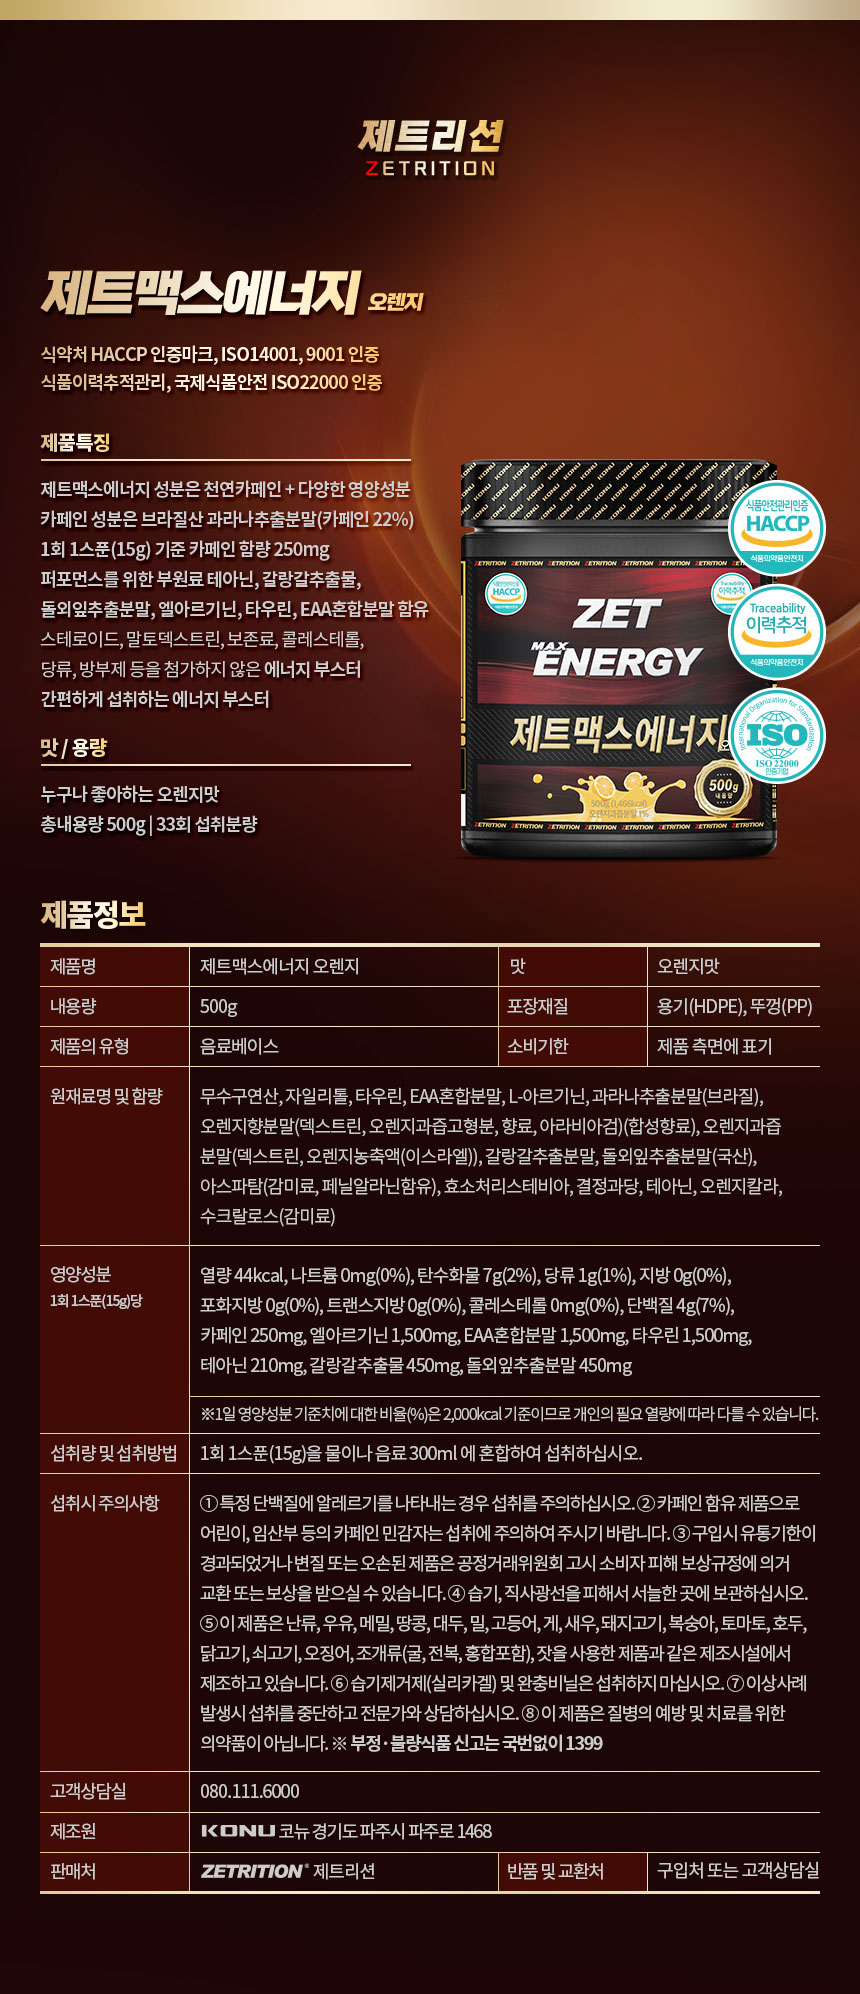 제트리션
ZETRITION
제트맥스에너지 오렌지
식약처 HACCP 인증마크, ISO14001, 9001 인증
식품이력추적관리, 국제식품안전 ISO22000 인증
제품특징
제트맥스에너지 성분은 천연카페인 + 다양한 영양성분
카페인 성분은 브라질산 과라나추출분말(카페인 22%)
1회 1스푼(15g) 기준 카페인 함량 250mg
퍼포먼스를 위한 부원료 테아닌, 갈랑갈추출물,
돌외잎추출분말, 엘아르기닌, 타우린, EAA혼합분말 함유
스테로이드, 말토덱스트린, 보존료, 콜레스테롤,
당류, 방부제 등을 첨가하지 않은 에너지 부스터
간편하게 섭취하는 에너지 부스터
맛 / 용량
누구나 좋아하는 오렌지맛
총내용량 500g | 33회 섭취분량
식품안전관리인증
HACCP
식품의약품안전처
Traceability
이력추적
식품의약품안전처
International Organization for Standardization
ISO
ISO 22000
인증기업
HACCP
Traceability
이력추적
ZETRITION ZETRITION ZETRITION ZETRITION ZETRITION ZETRITION
ZET
MAX
ENERGY
제트맥스에너지
500g
내용량
500g (1,466kcal)
오렌지과즙분말 1%
ZETRITION ZETRITION ZETRITION ZETRITION ZETRITION ZETRITION ZETRITION ZETRITION
제품정보
제품명 제트맥스에너지 오렌지 맛 오렌지맛
내용량 500g 포장재질 용기(HDPE), 뚜껑(PP)
제품의 유형 음료베이스 소비기한 제품 측면에 표기
원재료명 및 함량 무수구연산, 자일리톨, 타우린, EAA혼합분말, L-아르기닌, 과라나추출분말(브라질),
오렌지향분말(덱스트린, 오렌지과즙고형분, 향료, 아라비아검)(합성향료), 오렌지과즙
분말(덱스트린, 오렌지농축액(이스라엘)), 갈랑갈추출분말, 돌외잎추출분말(국산),
아스파탐(감미료, 페닐알라닌함유), 효소처리스테비아, 결정과당, 테아닌, 오렌지칼라,
수크랄로스(감미료)
영양성분 열량 44kcal, 나트륨 0mg(0%), 탄수화물 7g(2%), 당류 1g(1%), 지방 0g(0%),
1회 1스푼(15g)당 포화지방 0g(0%), 트랜스지방 0g(0%), 콜레스테롤 0mg(0%), 단백질 4g(7%),
카페인 250mg, 엘아르기닌 1,500mg, EAA혼합분말 1,500mg, 타우린 1,500mg,
테아닌 210mg, 갈랑갈추출물 450mg, 돌외잎추출분말 450mg
※1일 영양성분 기준치에 대한 비율(%)은 2,000kcal 기준이므로 개인의 필요 열량에 따라 다를 수 있습니다.
섭취량 및 섭취방법 1회 1스푼(15g)을 물이나 음료 300ml 에 혼합하여 섭취하십시오.
섭취시 주의사항 ① 특정 단백질에 알레르기를 나타내는 경우 섭취를 주의하십시오. ② 카페인 함유 제품으로
어린이, 임산부 등의 카페인 민감자는 섭취에 주의하여 주시기 바랍니다. ③ 구입시 유통기한이
경과되었거나 변질 또는 오손된 제품은 공정거래위원회 고시 소비자 피해 보상규정에 의거
교환 또는 보상을 받으실 수 있습니다. ④ 습기, 직사광선을 피해서 서늘한 곳에 보관하십시오.
⑤ 이 제품은 난류, 우유, 메밀, 땅콩, 대두, 밀, 고등어, 게, 새우, 돼지고기, 복숭아, 토마토, 호두,
닭고기, 쇠고기, 오징어, 조개류(굴, 전복, 홍합포함), 잣을 사용한 제품과 같은 제조시설에서
제조하고 있습니다. ⑥ 습기제거제(실리카겔) 및 완충비닐은 섭취하지 마십시오. ⑦ 이상사례
발생시 섭취를 중단하고 전문가와 상담하십시오. ⑧ 이 제품은 질병의 예방 및 치료를 위한
의약품이 아닙니다. ※ 부정·불량식품 신고는 국번없이 1399
고객상담실 080.111.6000
제조원 KONU 코뉴 경기도 파주시 파주로 1468
판매처 ZETRITION® 제트리션 반품 및 교환처 구입처 또는 고객상담실